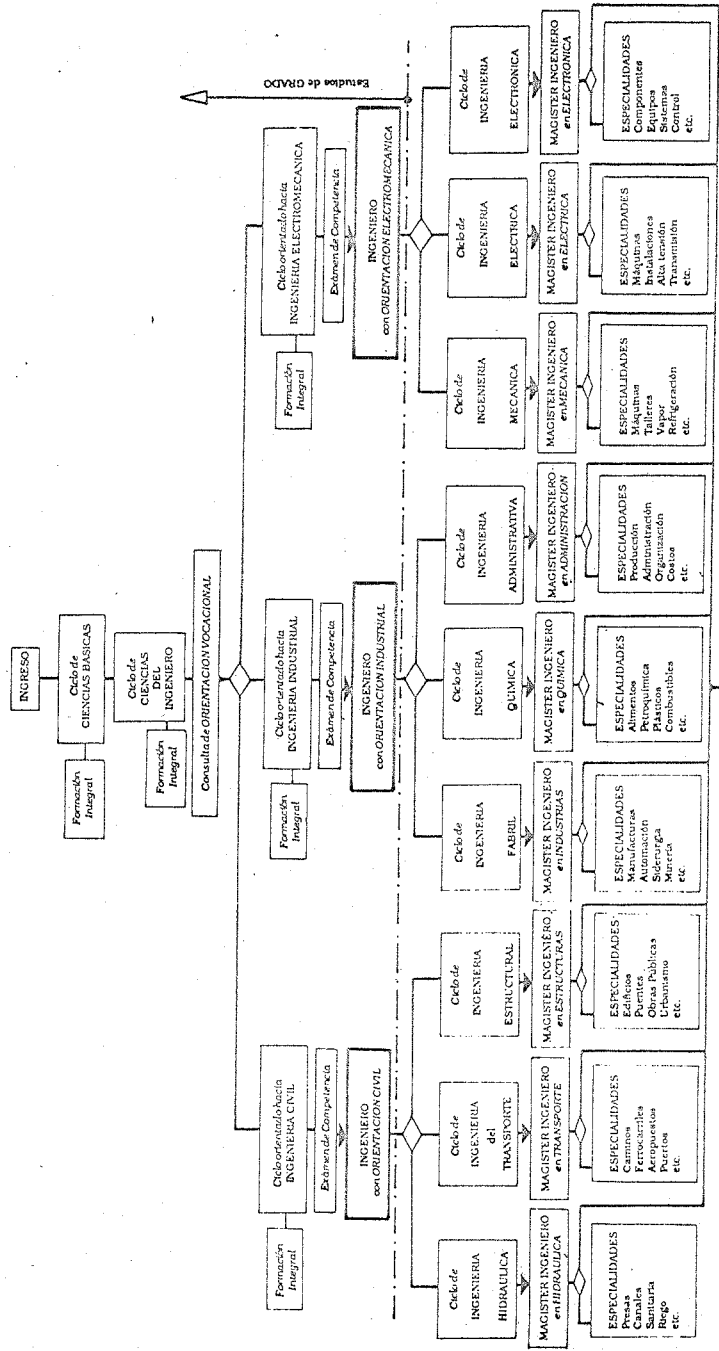 INGRESO
Ciclo de
CIENCIAS BASICAS
Formación
Integral
Ciclo de
CIENCIAS
DEL
INGENIERO
Formación
Integral
Consulta de ORIENTACION VOCACIONAL
Ciclo orientado hacia
INGENIERIA CIVIL
Formación
Integral
Exámen de Competencia
INGENIERO
con ORIENTACION CIVIL
Ciclo orientado hacia
INGENIERIA INDUSTRIAL
Formación
Integral
Exámen de Competencia
INGENIERO
con ORIENTACION INDUSTRIAL
Ciclo orientado hacia
INGENIERIA ELECTROMECANICA
Formación
Integral
Exámen de Competencia
INGENIERO
con ORIENTACION ELECTROMECANICA
Estudios de GRADO
Ciclo de
INGENIERIA
HIDRAULICA
MAGISTER INGENIERO
en HIDRAULICA
ESPECIALIDADES
Presas
Canales
Sanitaria
Riego
etc.
Ciclo de
INGENIERIA
del
TRANSPORTE
MAGISTER INGENIERO
en TRANSPORTE
ESPECIALIDADES
Caminos
Ferrocarriles
Aeropuestos
Puertos
etc.
Ciclo de
INGENIERIA
ESTRUCTURAL
MAGISTER INGENIERO
en ESTRUCTURAS
ESPECIALIDADES
Edificios
Puentes
Obras Públicas
Urbanismo
etc.
Ciclo de
INGENIERIA
FABRIL
MAGISTER INGENIERO
en INDUSTRIAS
ESPECIALIDADES
Manufacturas
Automación
Siderurgia
Minería
etc.
Ciclo de
INGENIERIA
QUIMICA
MAGISTER INGENIERO
en QUIMICA
ESPECIALIDADES
Alimentos
Petroquímica
Plásticos
Combustibles
etc.
Ciclo de
INGENIERIA
ADMINISTRATIVA
MAGISTER INGENIERO
en ADMINISTRACION
ESPECIALIDADES
Producción
Administración
Organización
Costos
etc.
Ciclo de
INGENIERIA
MECANICA
MAGISTER INGENIERO
en MECANICA
ESPECIALIDADES
Máquinas
Talleres
Vapor
Refrigeración
etc.
Ciclo de
INGENIERIA
ELECTRICA
MAGISTER INGENIERO
en ELECTRICA
ESPECIALIDADES
Máquinas
Instalaciones
Alta tensión
Transmisión
etc.
Ciclo de
INGENIERIA
ELECTRONICA
MAGISTER INGENIERO
en ELECTRONICA
ESPECIALIDADES
Componentes
Equipos
Sistemas
Control
etc.